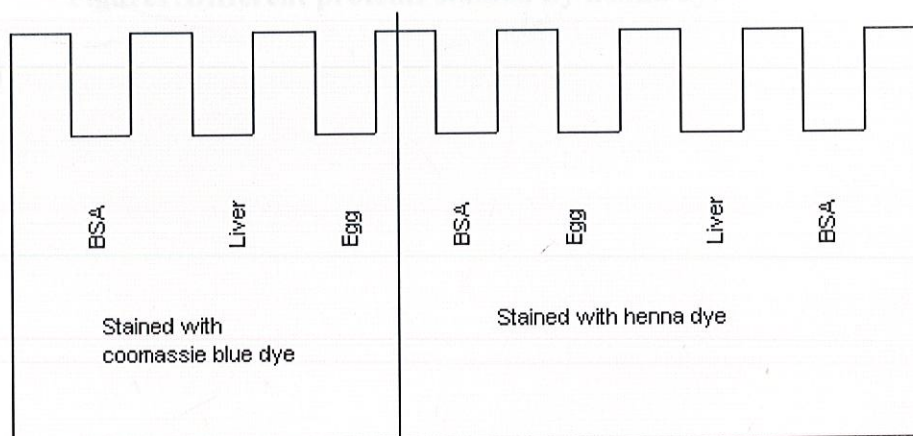 BSA
Liver
Egg
BSA
Egg
Liver
BSA
Stained with
coomassie blue dye
Stained with henna dye